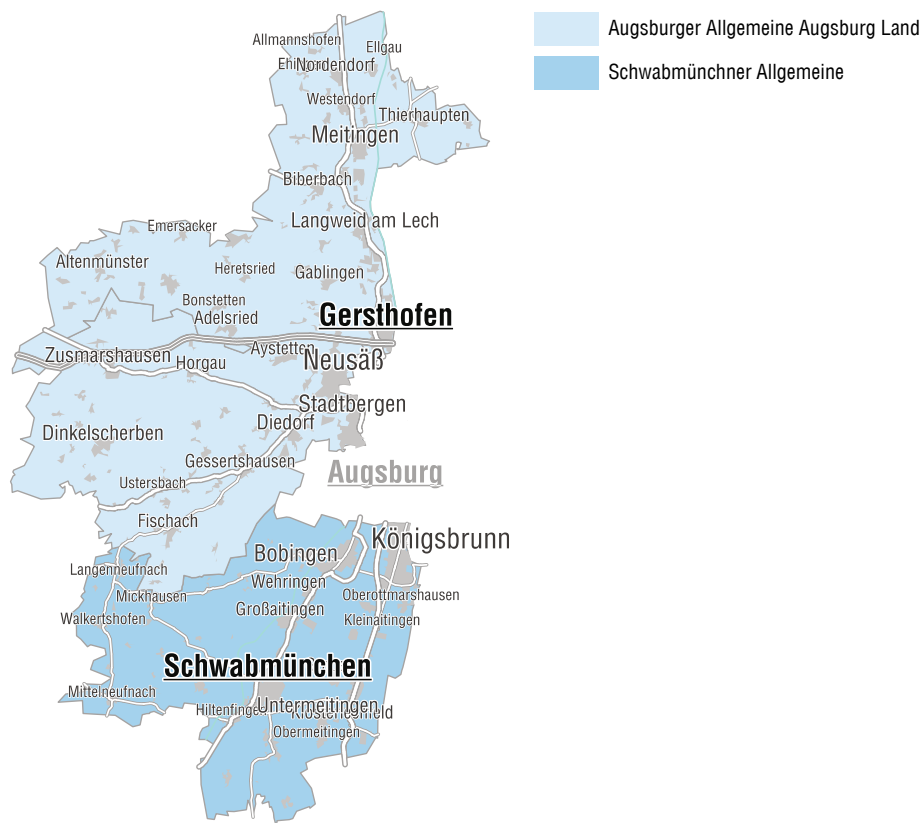 Augsburger Allgemeine Augsburg Land
Schwabmünchner Allgemeine
Allmannshofen
Ellgau
Nordendorf
Westendorf
Thierhaupten
Meitingen
Biberbach
Langweid am Lech
Emersacker
Altenmünster
Heretsried
Gablingen
Bonstetten
Adelsried
Gersthofen
Zusmarshausen
Aystetten
Horgau
Neusäß
Stadtbergen
Diedorf
Dinkelscherben
Gessertshausen
Augsburg
Ustersbach
Fischach
Königsbrunn
Bobingen
Langenneufnach
Wehringen
Mickhausen
Oberottmarshausen
Großaitingen
Walkertshofen
Kleinaitingen
Schwabmünchen
Mittelneufnach
Hiltenfingen
Untermeitingen
Klosterlechfeld
Obermeitingen